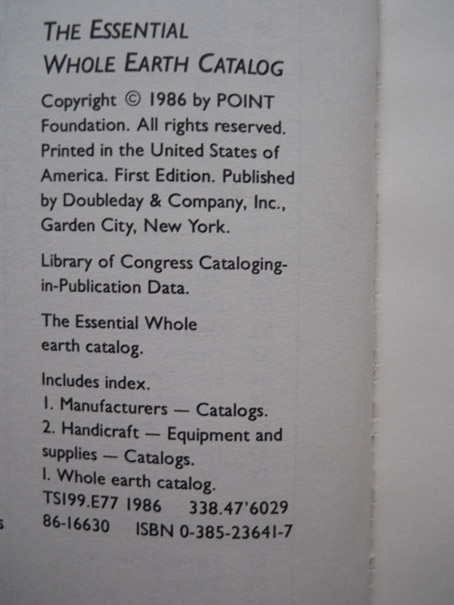 THE ESSENTIAL
WHOLE EARTH CATALOG
Copyright © 1986 by POINT
Foundation. All rights reserved.
Printed in the United States of
America. First Edition. Published
by Doubleday & Company, Inc.,
Garden City, New York.
Library of Congress Cataloging-
in-Publication Data.
The Essential Whole
earth catalog.
Includes index.
1. Manufacturers — Catalogs.
2. Handicraft — Equipment and
supplies — Catalogs.
I. Whole earth catalog.
TS199.E77 1986 338.47'6029
s 86-16630 ISBN 0-385-23641-7